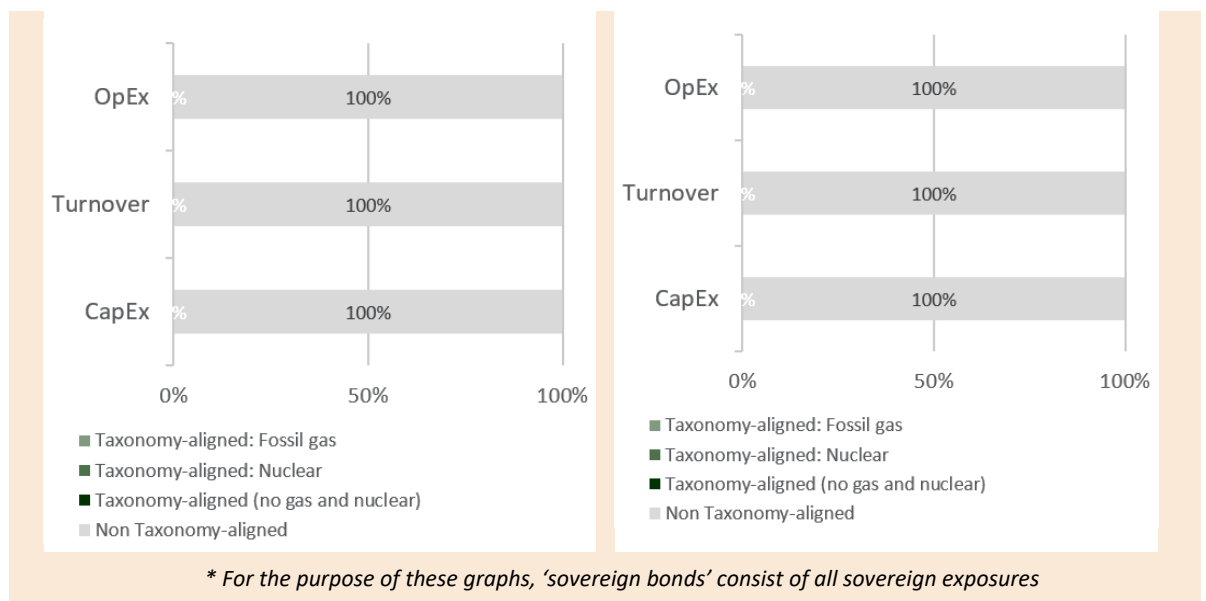 OpEx
% 100%
Turnover
% 100%
CapEx
% 100%
0% 50% 100%
Taxonomy-aligned: Fossil gas
Taxonomy-aligned: Nuclear
Taxonomy-aligned (no gas and nuclear)
Non Taxonomy-aligned
OpEx
% 100%
Turnover
% 100%
CapEx
% 100%
0% 50% 100%
Taxonomy-aligned: Fossil gas
Taxonomy-aligned: Nuclear
Taxonomy-aligned (no gas and nuclear)
Non Taxonomy-aligned
* For the purpose of these graphs, ‘sovereign bonds’ consist of all sovereign exposures